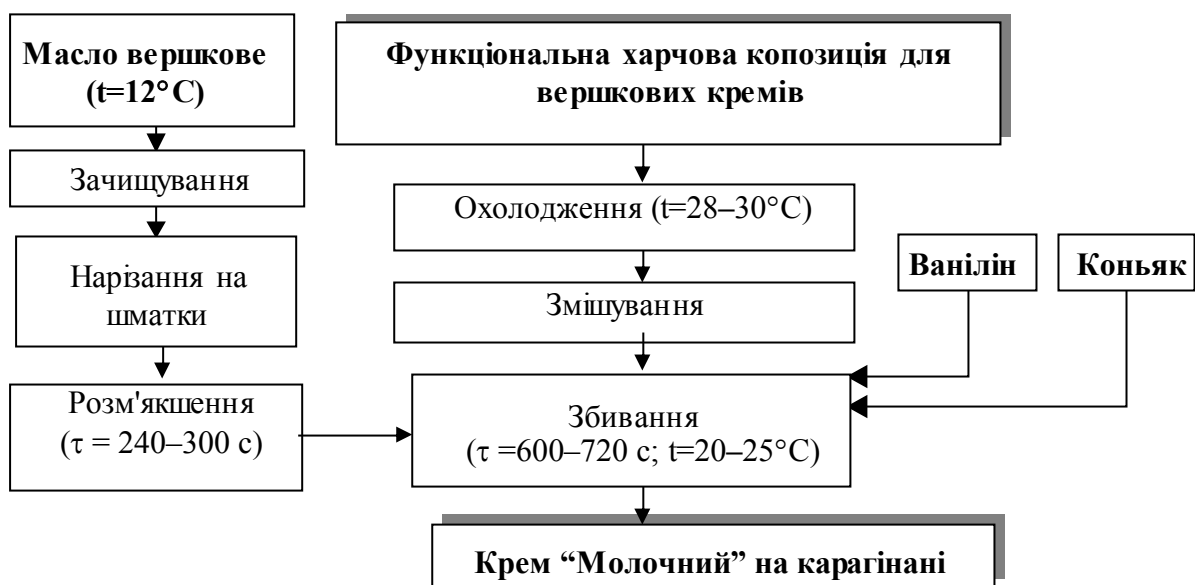 Масло вершкове
(t=12°С)
Зачищування
Нарізання на
шматки
Розм'якшення
(τ = 240–300 с)
Функціональна харчова копозиція для
вершкових кремів
Охолодження (t=28–30°С)
Змішування
Ванілін
Коньяк
Збивання
(τ =600–720 с; t=20–25°С)
Крем “Молочний” на карагінані